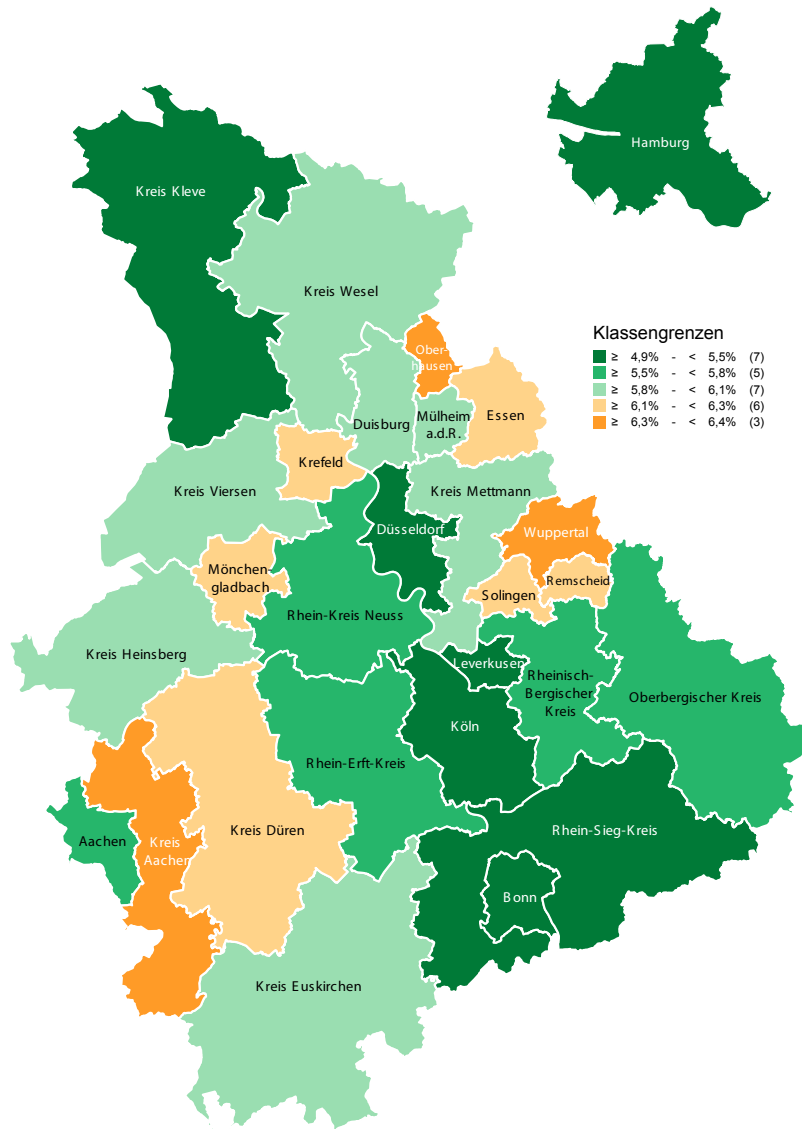 Hamburg
Kreis Kleve
Kreis Wesel
Klassengrenzen
≥ 4,9% - < 5,5% (7)
≥ 5,5% - < 5,8% (5)
≥ 5,8% - < 6,1% (7)
≥ 6,1% - < 6,3% (6)
≥ 6,3% - < 6,4% (3)
Ober-
hausen
Essen
Mülheim
a.d.R.
Duisburg
Krefeld
Kreis Viersen
Kreis Mettmann
Düsseldorf
Wuppertal
Mönchen-
gladbach
Remscheid
Solingen
Rhein-Kreis Neuss
Kreis Heinsberg
Leverkusen
Rheinisch-
Bergischer
Kreis
Oberbergischer Kreis
Köln
Rhein-Erft-Kreis
Kreis Düren
Rhein-Sieg-Kreis
Aachen
Kreis
Aachen
Bonn
Kreis Euskirchen